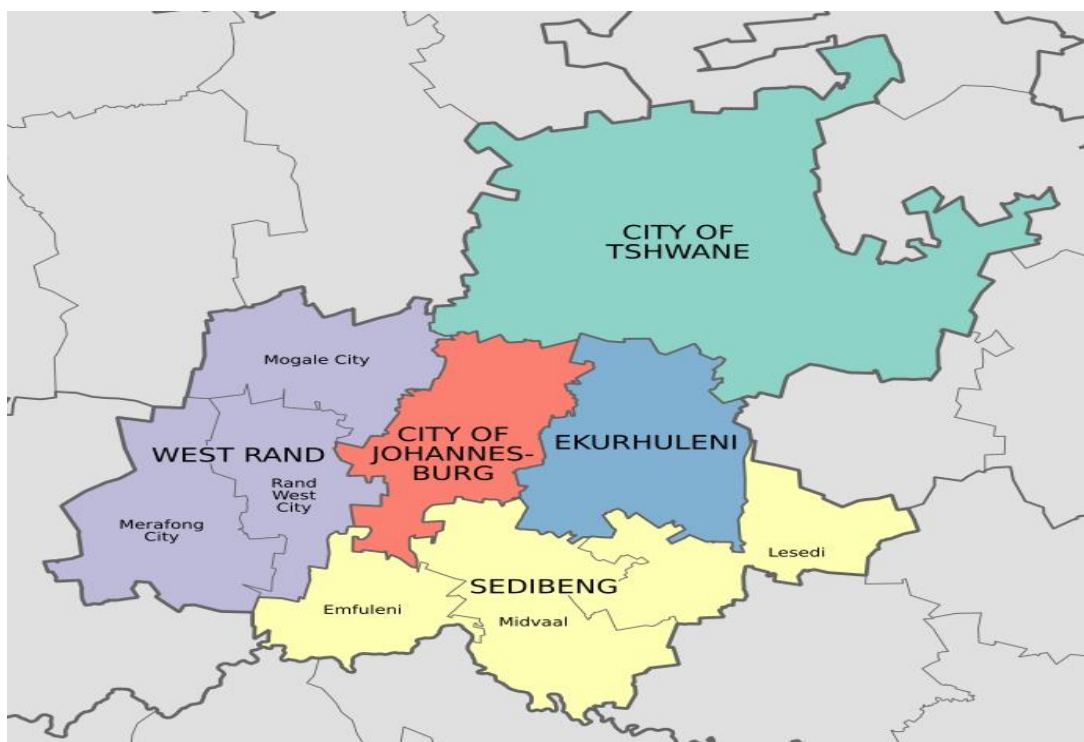 CITY OF
TSHWANE
Mogale City
CITY OF
JOHANNES-
BURG
EKURHULENI
WEST RAND
Rand
West
City
Merafong
City
Lesedi
SEDIBENG
Emfuleni
Midvaal